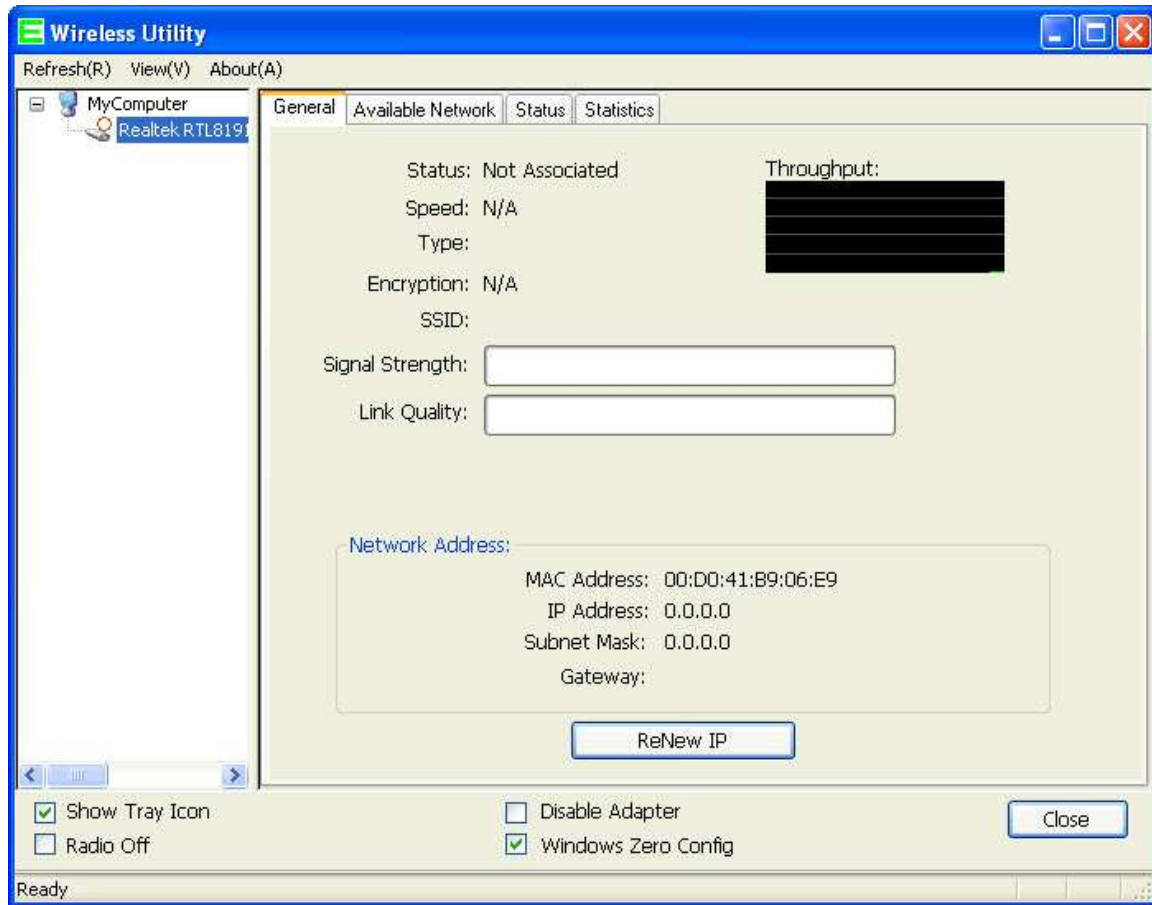 Wireless Utility
Refresh(R) View(V) About(A)
MyComputer
Realtek RTL8191
General Available Network Status Statistics
Status: Not Associated
Throughput:
Speed: N/A
Type:
Encryption: N/A
SSID:
Signal Strength:
Link Quality:
Network Address:
MAC Address: 00:D0:41:B9:06:E9
IP Address: 0.0.0.0
Subnet Mask: 0.0.0.0
Gateway:
ReNew IP
Show Tray Icon
Disable Adapter
Close
Radio Off
Windows Zero Config
Ready